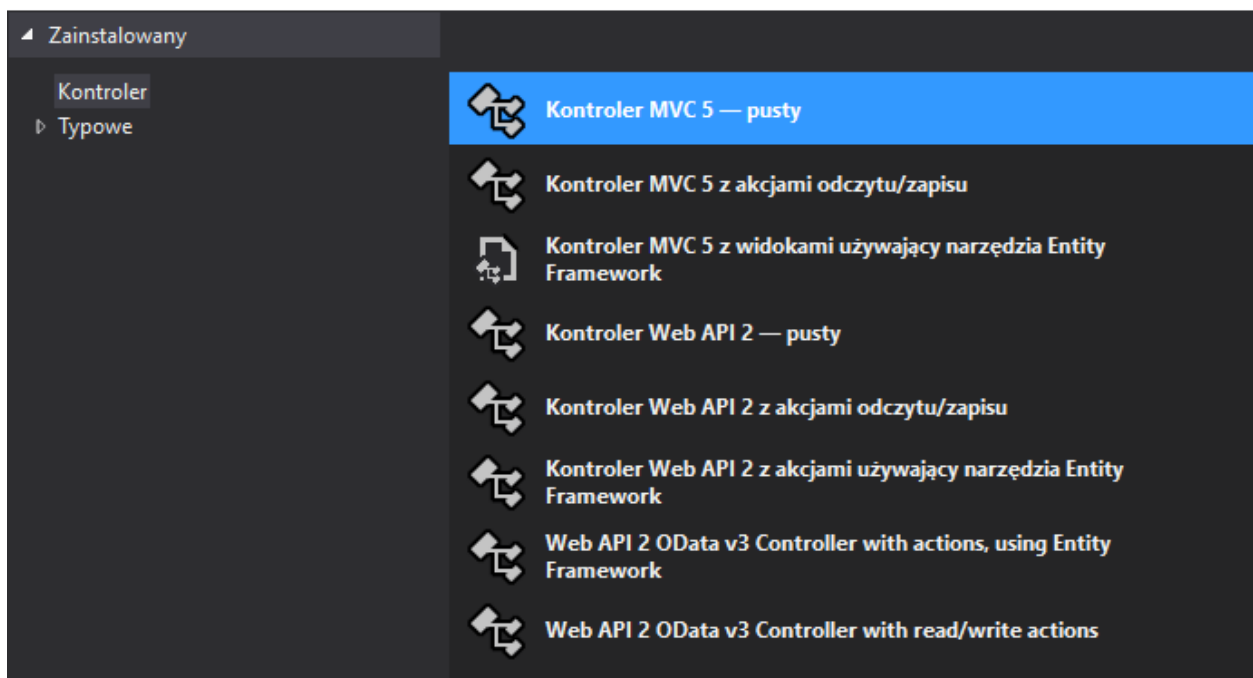 Zainstalowany
Kontroler
Typowe
Kontroler MVC 5 — pusty
Kontroler MVC 5 z akcjami odczytu/zapisu
Kontroler MVC 5 z widokami używający narzędzia Entity
Framework
Kontroler Web API 2 — pusty
Kontroler Web API 2 z akcjami odczytu/zapisu
Kontroler Web API 2 z akcjami używający narzędzia Entity
Framework
Web API 2 OData v3 Controller with actions, using Entity
Framework
Web API 2 OData v3 Controller with read/write actions